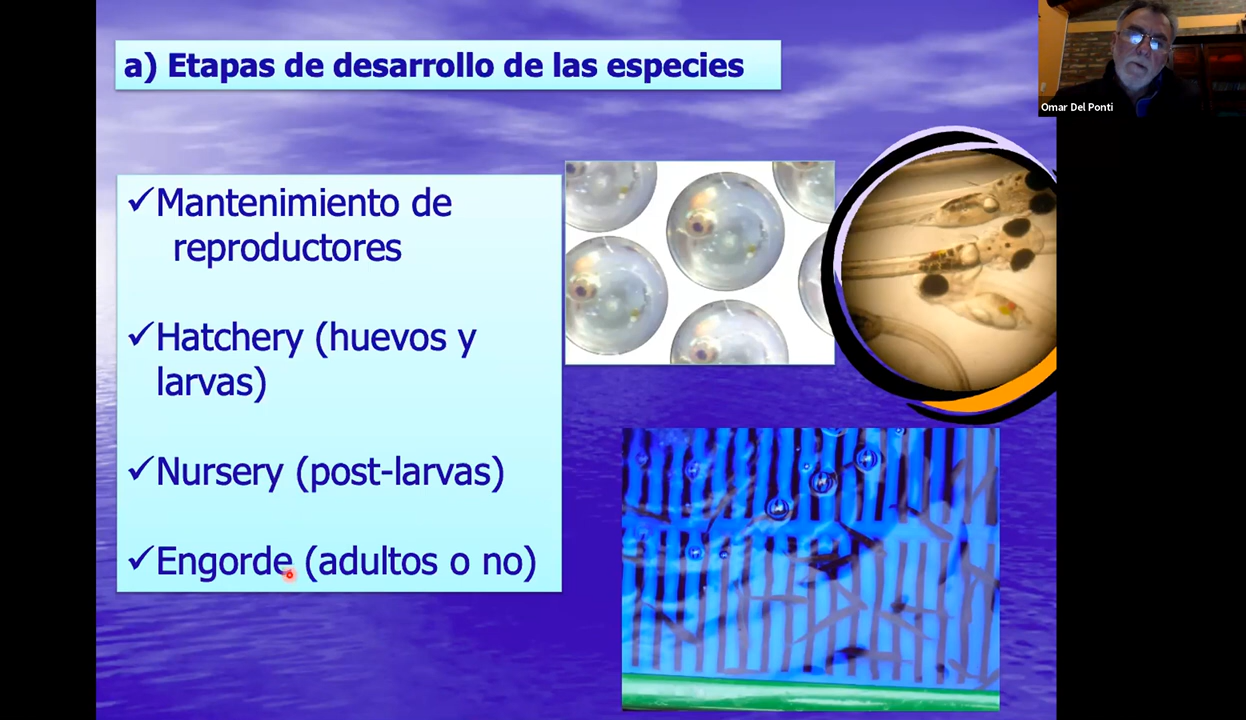 a) Etapas de desarrollo de las especies
Omar Del Ponti
✓Mantenimiento de
reproductores
✓Hatchery (huevos y
larvas)
✓Nursery (post-larvas)
✓Engorde (adultos o no)